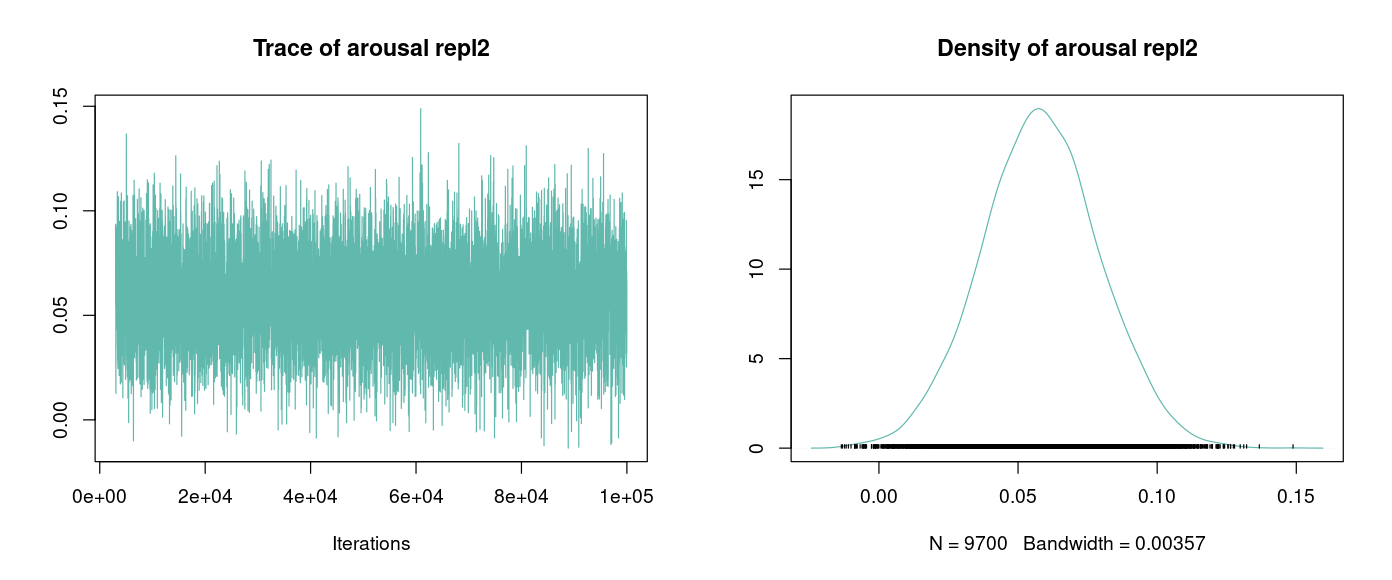 Trace of arousal repl2
0.15
0.10
0.05
0.00
0e+00 2e+04 4e+04 6e+04 8e+04 1e+05
Iterations
Density of arousal repl2
15
10
5
0
0.00 0.05 0.10 0.15
N = 9700 Bandwidth = 0.00357